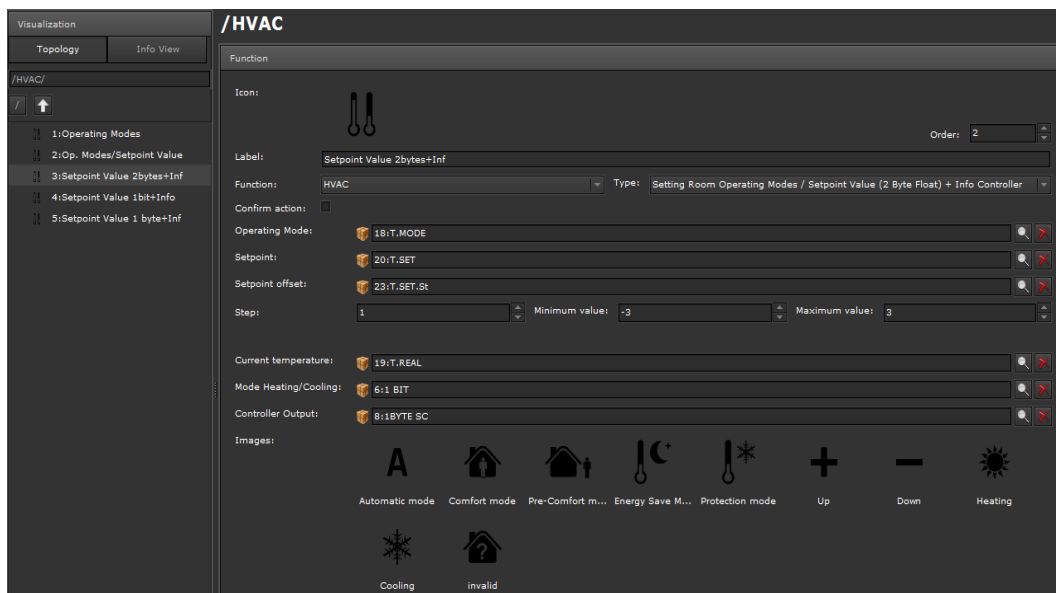 Visualization
/HVAC
Topology
Info View
Function
/HVAC/
Icon:
/
1:Operating Modes
2:Op. Modes/Setpoint Value
3:Setpoint Value 2bytes+Inf
4:Setpoint Value 1bit+Info
5:Setpoint Value 1 byte+Inf
Order: 2
Label: Setpoint Value 2bytes+Inf
Function: HVAC Type: Setting Room Operating Modes / Setpoint Value (2 Byte Float) + Info Controller
Confirm action:
Operating Mode: 18:T.MODE
Setpoint: 20:T.SET
Setpoint offset: 23:T.SET.St
Step: 1 Minimum value: -3 Maximum value: 3
Current temperature: 19:T.REAL
Mode Heating/Cooling: 6:1 BIT
Controller Output: 8:1BYTE SC
Images:
A
Automatic mode Comfort mode Pre-Comfort m... Energy Save M... Protection mode Up Down Heating
?
Cooling invalid